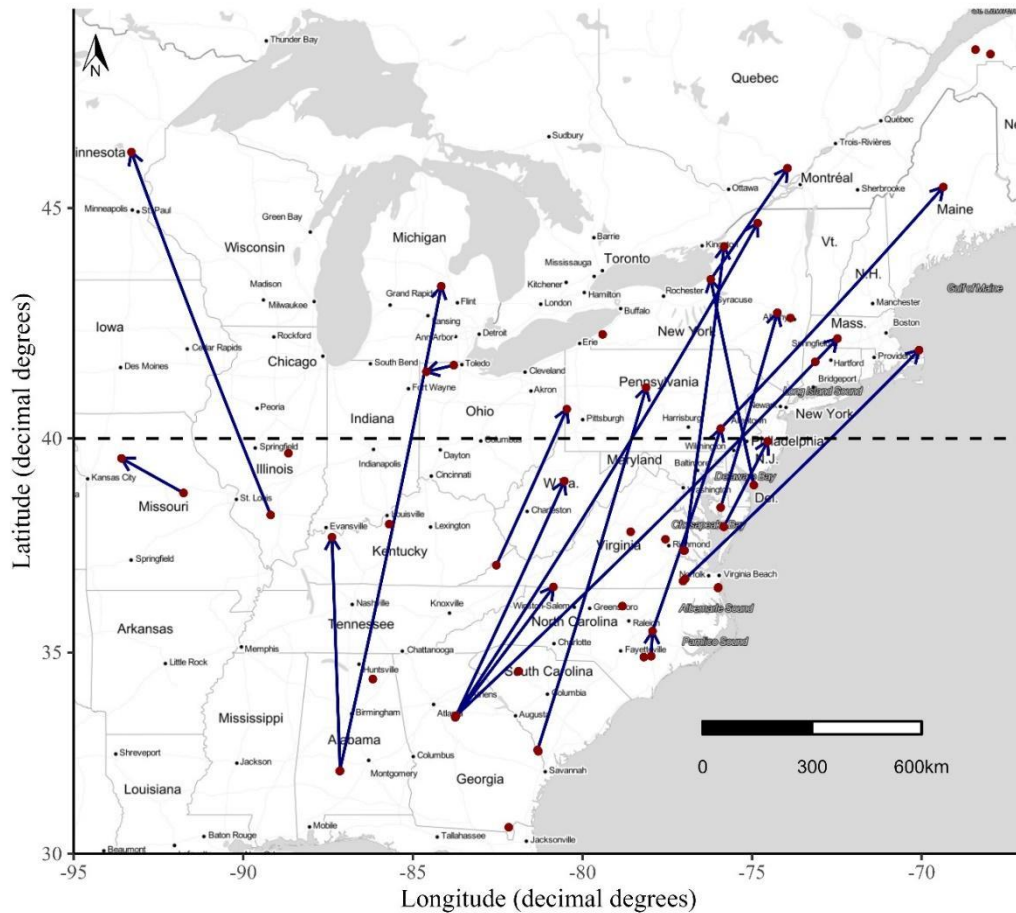 Thunder Bay
N
Quebec
Sudbury
Québec
Trois-Rivières
Montréal
Ottawa
Sherbrooke
Maine
Minneapolis
St. Paul
Green Bay
Wisconsin
Michigan
Barrie
Kingston
Vt.
Toronto
Mississauga
Kitchener
Hamilton
London
Rochester
Syracuse
N.H.
Gulf of Maine
Madison
Milwaukee
Grand Rapids
Flint
Lansing
Buffalo
Manchester
Iowa
Rockford
Ann Arbor
Detroit
New York
Mass.
Boston
Cedar Rapids
Chicago
Erie
Springfield
Des Moines
South Bend
Toledo
Cleveland
Hartford
Fort Wayne
Akron
Pennsylvania
Bridgeport
Long Island Sound
Peoria
Indiana
Ohio
Pittsburgh
Harrisburg
New York
Springfield
Columbus
Philadelphia
Illinois
Indianapolis
Dayton
Wilmington
N.J.
Kansas City
Cincinnati
W.Va.
Meryland
Baltimore
Delaware Bay
Missouri
St. Louis
Washington
Del.
Louisville
Charleston
Evansville
Lexington
Chesapeake Bay
Kentucky
Virginia
Richmond
Springfield
Norfolk
Virginia Beach
Nashville
Knoxville
Winston-Salem
Greensboro
Albemarle Sound
Tennessee
North Carolina
Raleigh
Arkansas
Charlotte
Fayetteville
Pamlico Sound
Memphis
Chattanooga
Little Rock
Huntsville
South Carolina
Columbia
Mississippi
Birmingham
Augusta
Alabama
Shreveport
Jackson
Columbus
Montgomery
Georgia
Savannah
Louisiana
0 300 600km
Mobile
Tallahassee
Jacksonville
Baton Rouge
Beaumont
45
40
35
30
-95 -90 -85 -80 -75 -70
Latitude (decimal degrees)
Longitude (decimal degrees)